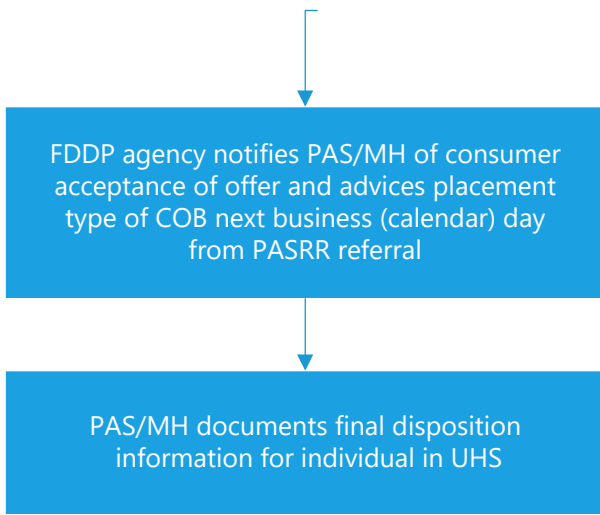 FDDP agency notifies PAS/MH of consumer
acceptance of offer and advices placement
type of COB next business (calendar) day
from PASRR referral
PAS/MH documents final disposition
information for individual in UHS